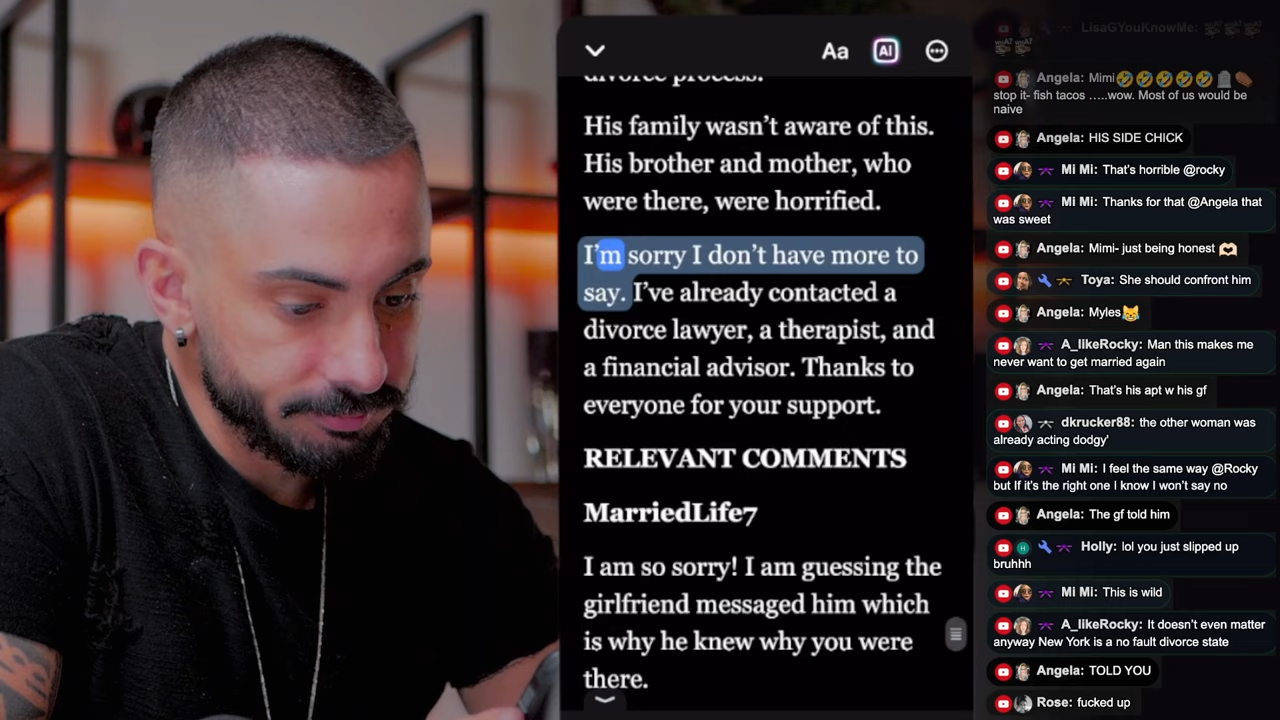 Aa
AI
divorce process.
His family wasn't aware of this.
His brother and mother, who
were there, were horrified.
I'm sorry I don't have more to
say. I've already contacted a
divorce lawyer, a therapist, and
a financial advisor. Thanks to
everyone for your support.
RELEVANT COMMENTS
MarriedLife7
I am so sorry! I am guessing the
girlfriend messaged him which
is why he knew why you were
there.
LisaGYouKnowMe:
Angela: Mimi🤣🤣🤣🤣🤣🪦⚰️
stop it- fish tacos .....wow. Most of us would be
naive
Angela: HIS SIDE CHICK
Mi Mi: That's horrible @rocky
Mi Mi: Thanks for that @Angela that
was sweet
Angela: Mimi- just being honest 🫶
Toya: She should confront him
Angela: Myles😹
A_lIkeRocky: Man this makes me
never want to get married again
Angela: That's his apt w his gf
dkrucker88: the other woman was
already acting dodgy'
Mi Mi: I feel the same way @Rocky
but If it's the right one I know I won't say no
Angela: The gf told him
Holly: lol you just slipped up
bruhhh
Mi Mi: This is wild
A_lIkeRocky: It doesn't even matter
anyway New York is a no fault divorce state
Angela: TOLD YOU
Rose: fucked up